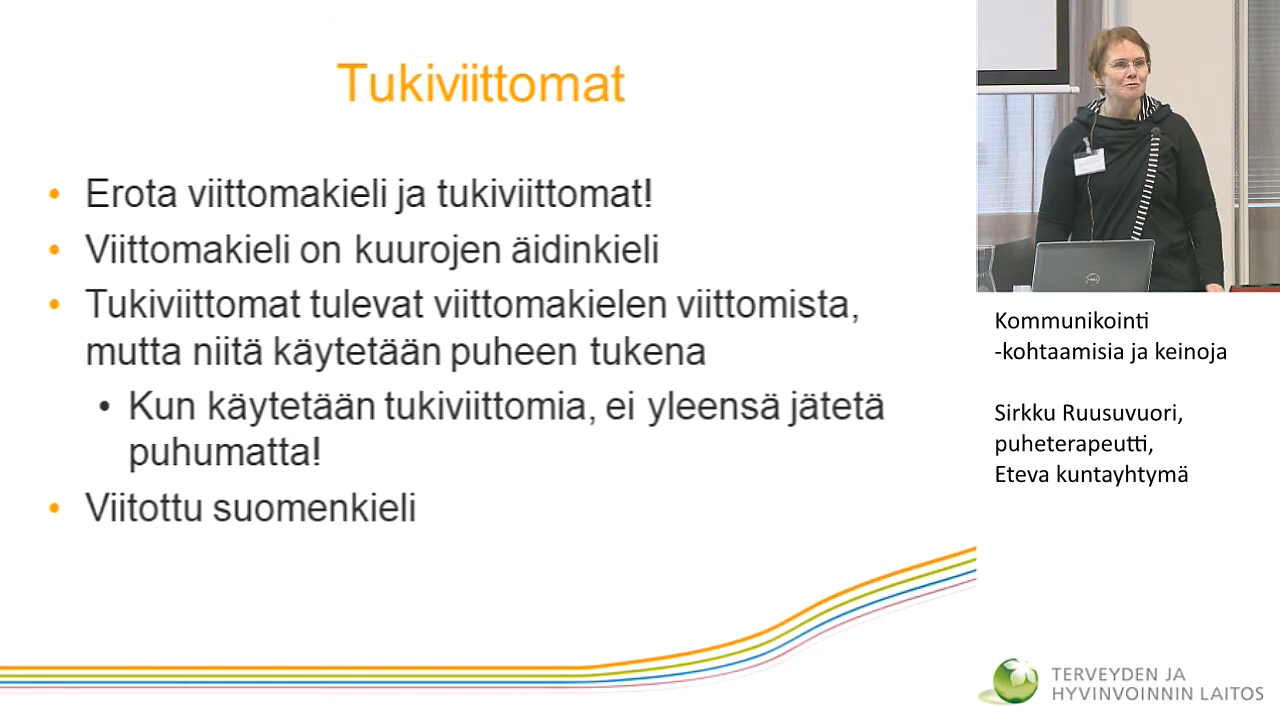 Tukiviittomat
• Erota viittomakieli ja tukiviittomat!
• Viittomakieli on kuurojen äidinkieli
• Tukiviittomat tulevat viittomakielen viittomista,
mutta niitä käytetään puheen tukena
• Kun käytetään tukiviittomia, ei yleensä jätetä
puhumatta!
• Viitottu suomenkieli
Kommunikointi
-kohtaamisia ja keinoja
Sirkku Ruusuvuori,
puheterapeutti,
Eteva kuntayhtymä
TERVEYDEN JA
HYVINVOINNIN LAITOS